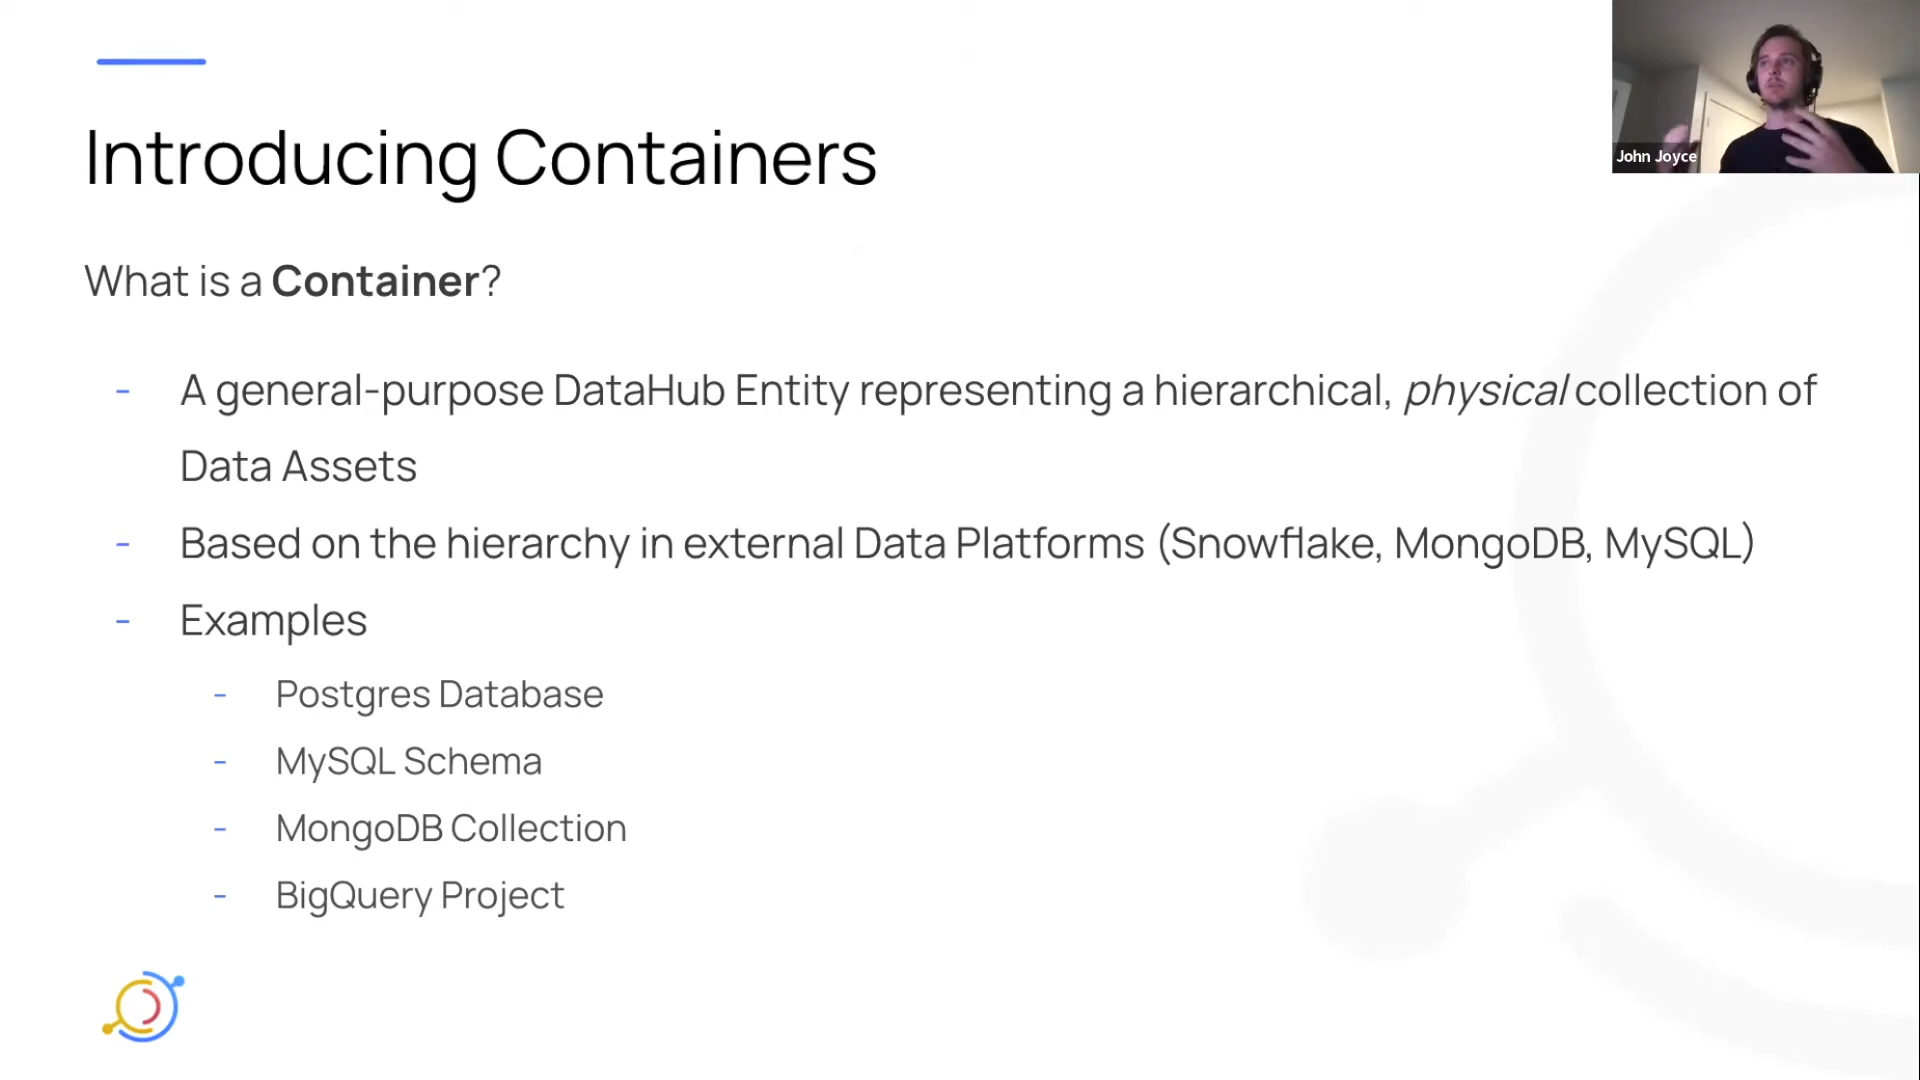 John Joyce
Introducing Containers
What is a Container?
- A general-purpose DataHub Entity representing a hierarchical, physical collection of
Data Assets
- Based on the hierarchy in external Data Platforms (Snowflake, MongoDB, MySQL)
- Examples
- Postgres Database
- MySQL Schema
- MongoDB Collection
- BigQuery Project